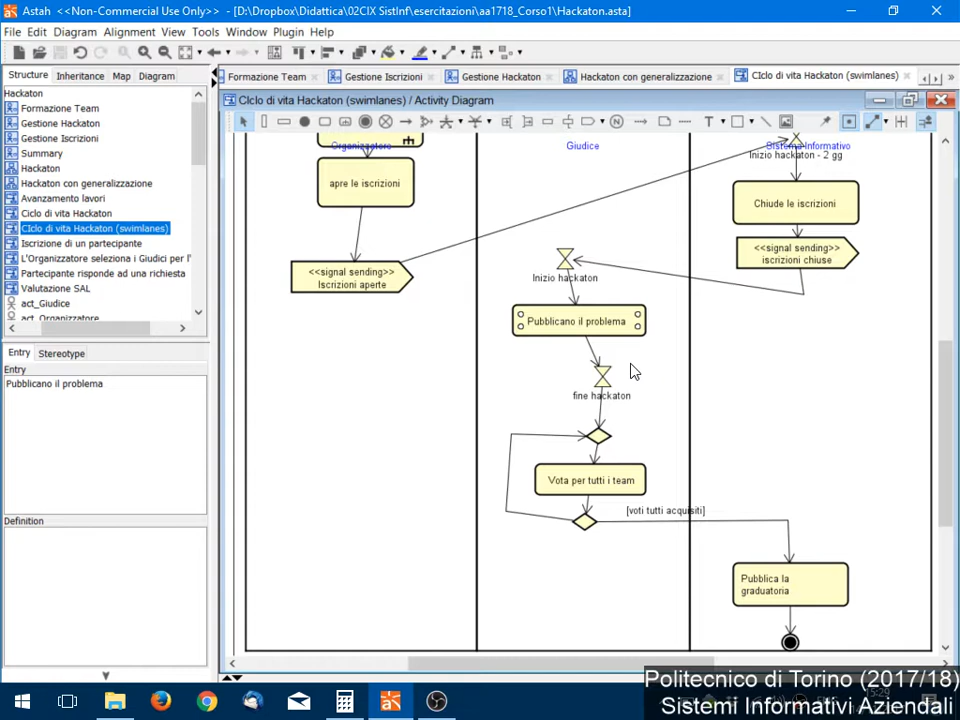 Astah <<Non-Commercial Use Only>> - [D:\Dropbox\Didattica\02CIX SistInf\esercitazioni\aa1718_Corso1\Hackaton.asta]
File Edit Diagram Alignment View Tools Window Plugin Help
Structure Inheritance Map Diagram
Formazione Team Gestione Iscrizioni Gestione Hackaton Hackaton con generalizzazione CIclo di vita Hackaton (swimlanes)
Hackaton
Formazione Team
Gestione Hackaton
Gestione Iscrizioni
Summary
Hackaton
Hackaton con generalizzazione
Avanzamento lavori
Ciclo di vita Hackaton
CIclo di vita Hackaton (swimlanes)
Iscrizione di un partecipante
L'Organizzatore seleziona i Giudici per l'
Partecipante risponde ad una richiesta
Valutazione SAL
act_Giudice
act_Organizzatore
Entry Stereotype
Entry
Pubblicano il problema
Definition
CIclo di vita Hackaton (swimlanes) / Activity Diagram
Organizzatore
Giudice
Sistema Informativo
Inizio hackaton - 2 gg
apre le iscrizioni
Chiude le iscrizioni
<<signal sending>>
iscrizioni chiuse
<<signal sending>>
Iscrizioni aperte
Inizio hackaton
Pubblicano il problema
fine hackaton
Vota per tutti i team
[voti tutti acquisiti]
Pubblica la
graduatoria
Politecnico di Torino (2017/18)
5:29
Sistemi Informativi Aziendali